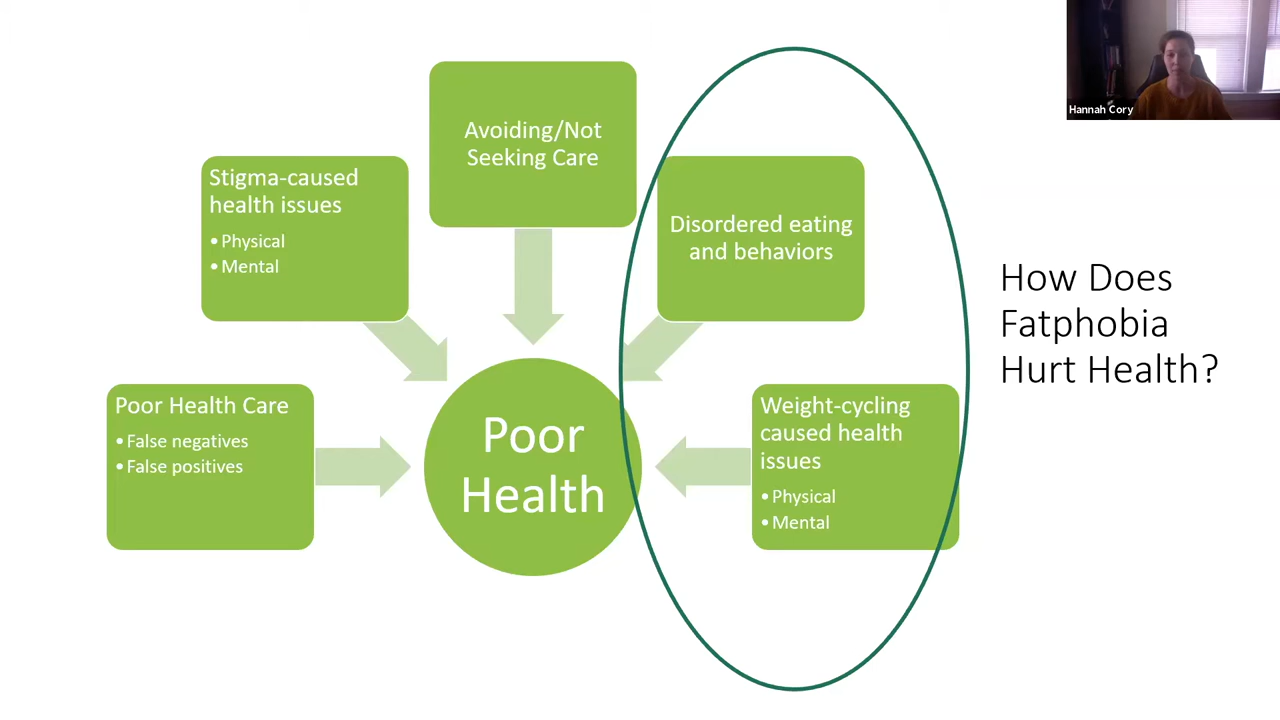 Hannah Cory
Avoiding/Not
Seeking Care
Stigma-caused
health issues
• Physical
• Mental
Disordered eating
and behaviors
How Does
Fatphobia
Hurt Health?
Poor Health Care
• False negatives
• False positives
Poor
Health
Weight-cycling
caused health
issues
• Physical
• Mental